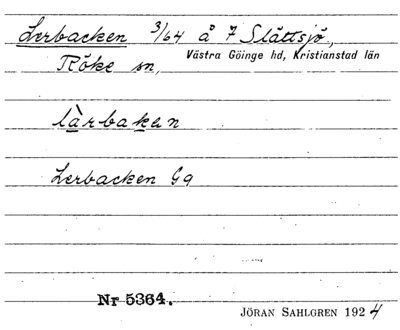 Lerbacken 3/64 å 7 Slättsjö,
Röke sn, Västra Göinge hd, Kristianstad län
làrbaken
Lerbacken Gg
Nr 5364.
JÖRAN SAHLGREN 1924